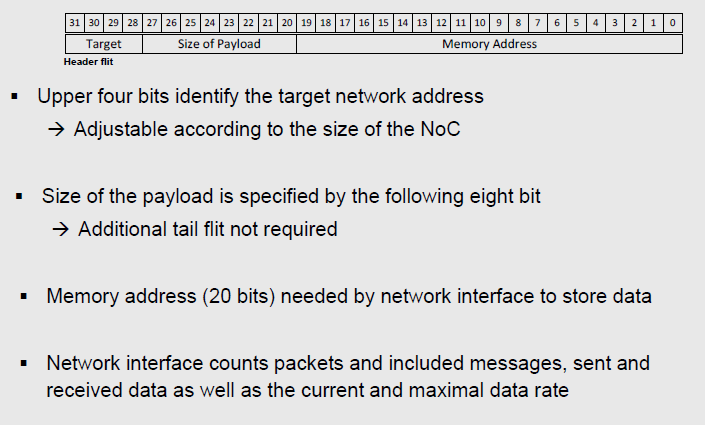 31 30 29 28 27 26 25 24 23 22 21 20 19 18 17 16 15 14 13 12 11 10 9 8 7 6 5 4 3 2 1 0
Target Size of Payload Memory Address
Header flit
▪ Upper four bits identify the target network address
→ Adjustable according to the size of the NoC
▪ Size of the payload is specified by the following eight bit
→ Additional tail flit not required
▪ Memory address (20 bits) needed by network interface to store data
▪ Network interface counts packets and included messages, sent and
received data as well as the current and maximal data rate